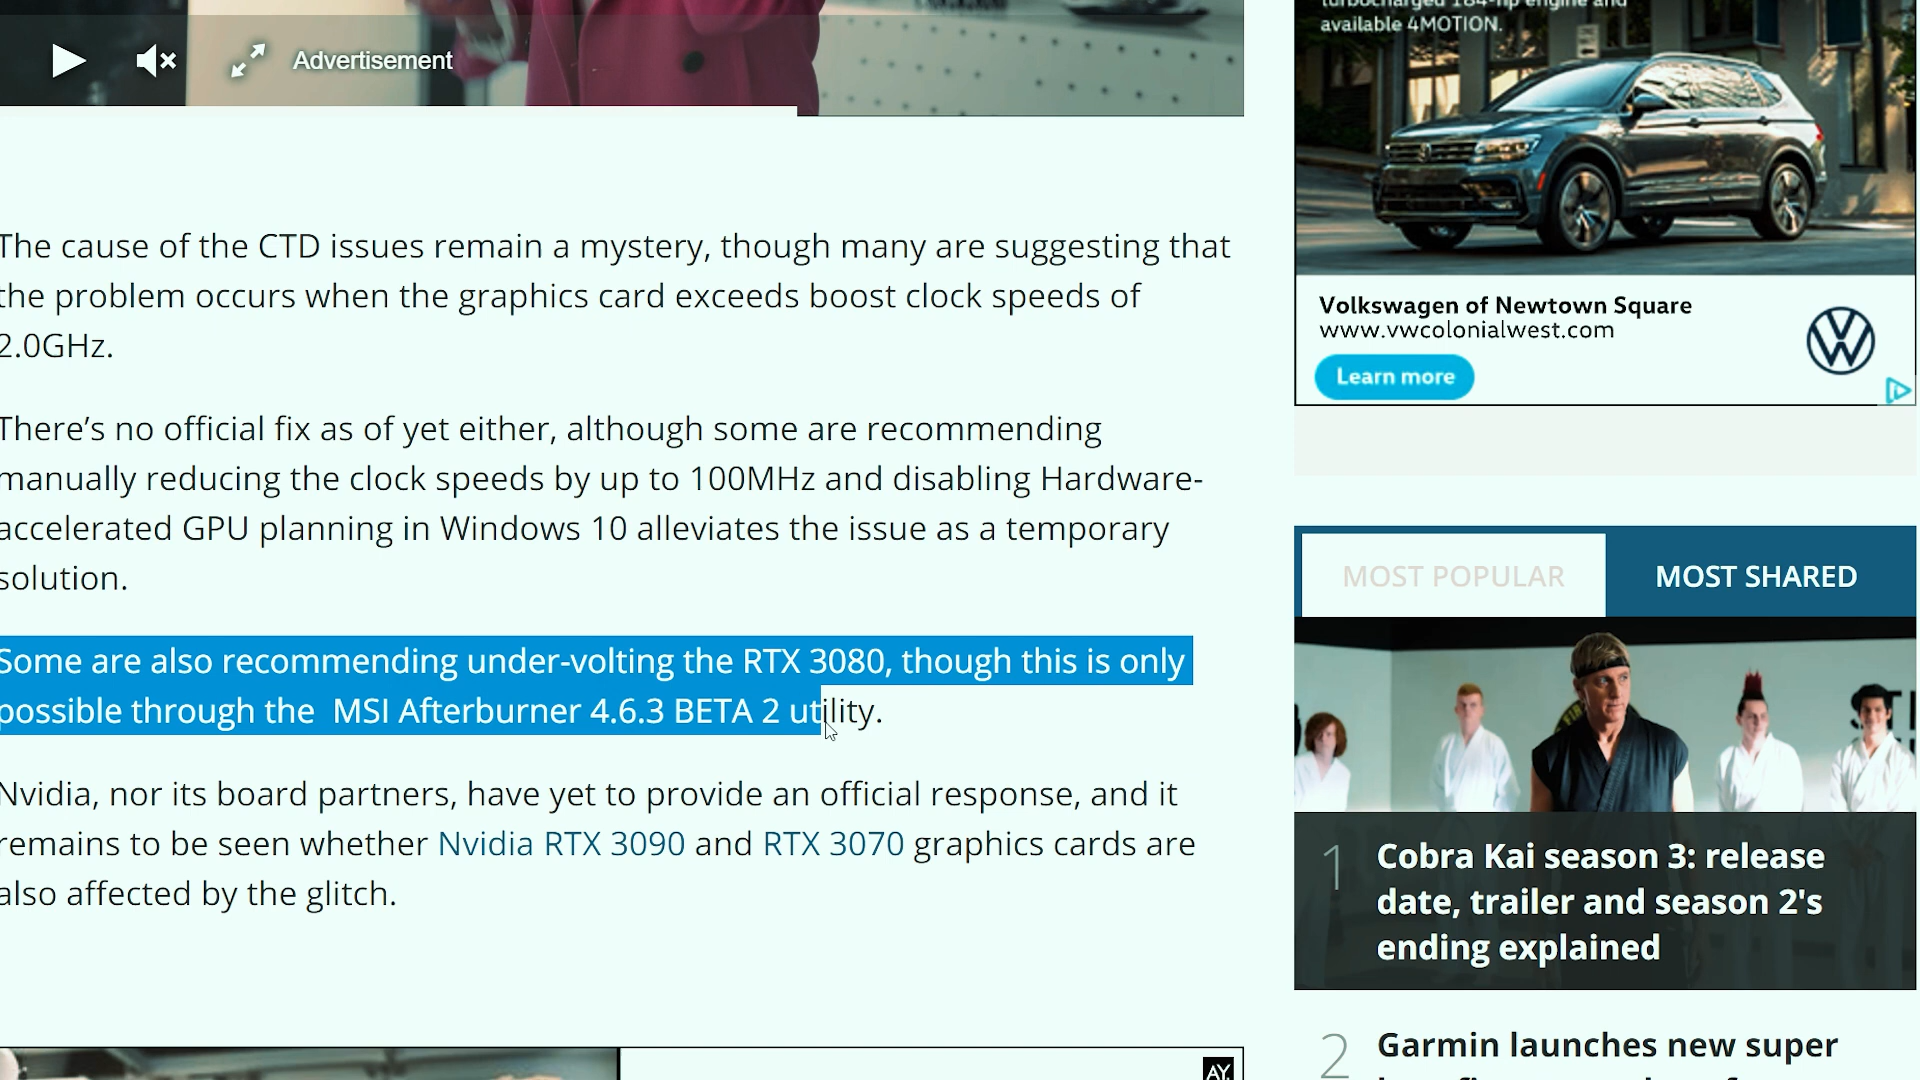 turbocharged 184-hp engine and
available 4MOTION.
Advertisement
The cause of the CTD issues remain a mystery, though many are suggesting that
the problem occurs when the graphics card exceeds boost clock speeds of
2.0GHz.
There’s no official fix as of yet either, although some are recommending
manually reducing the clock speeds by up to 100MHz and disabling Hardware-
accelerated GPU planning in Windows 10 alleviates the issue as a temporary
solution.
Some are also recommending under-volting the RTX 3080, though this is only
possible through the  MSI Afterburner 4.6.3 BETA 2 utility.
Nvidia, nor its board partners, have yet to provide an official response, and it
remains to be seen whether Nvidia RTX 3090 and RTX 3070 graphics cards are
also affected by the glitch.
Volkswagen of Newtown Square
www.vwcolonialwest.com
Learn more
MOST POPULAR
MOST SHARED
1
Cobra Kai season 3: release
date, trailer and season 2's
ending explained
2
Garmin launches new super
AY.